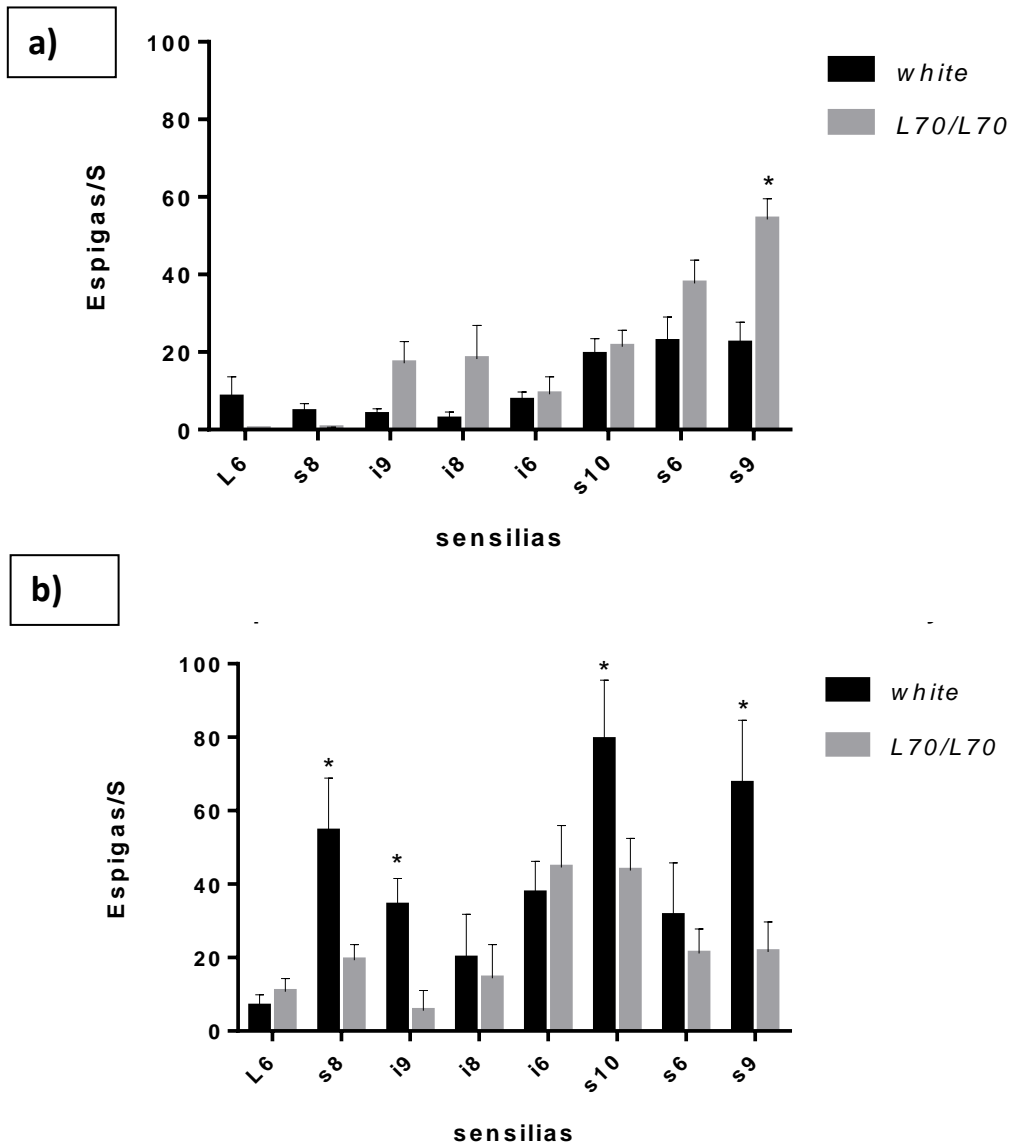 a)
100
80
60
40
20
0
Espigas/S
*
white
L70/L70
L6 s8 i9 i8 i6 s10 s6 s9
sensilias
b)
100
80
60
40
20
0
Espigas/S
* * * *
white
L70/L70
L6 s8 i9 i8 i6 s10 s6 s9
sensilias